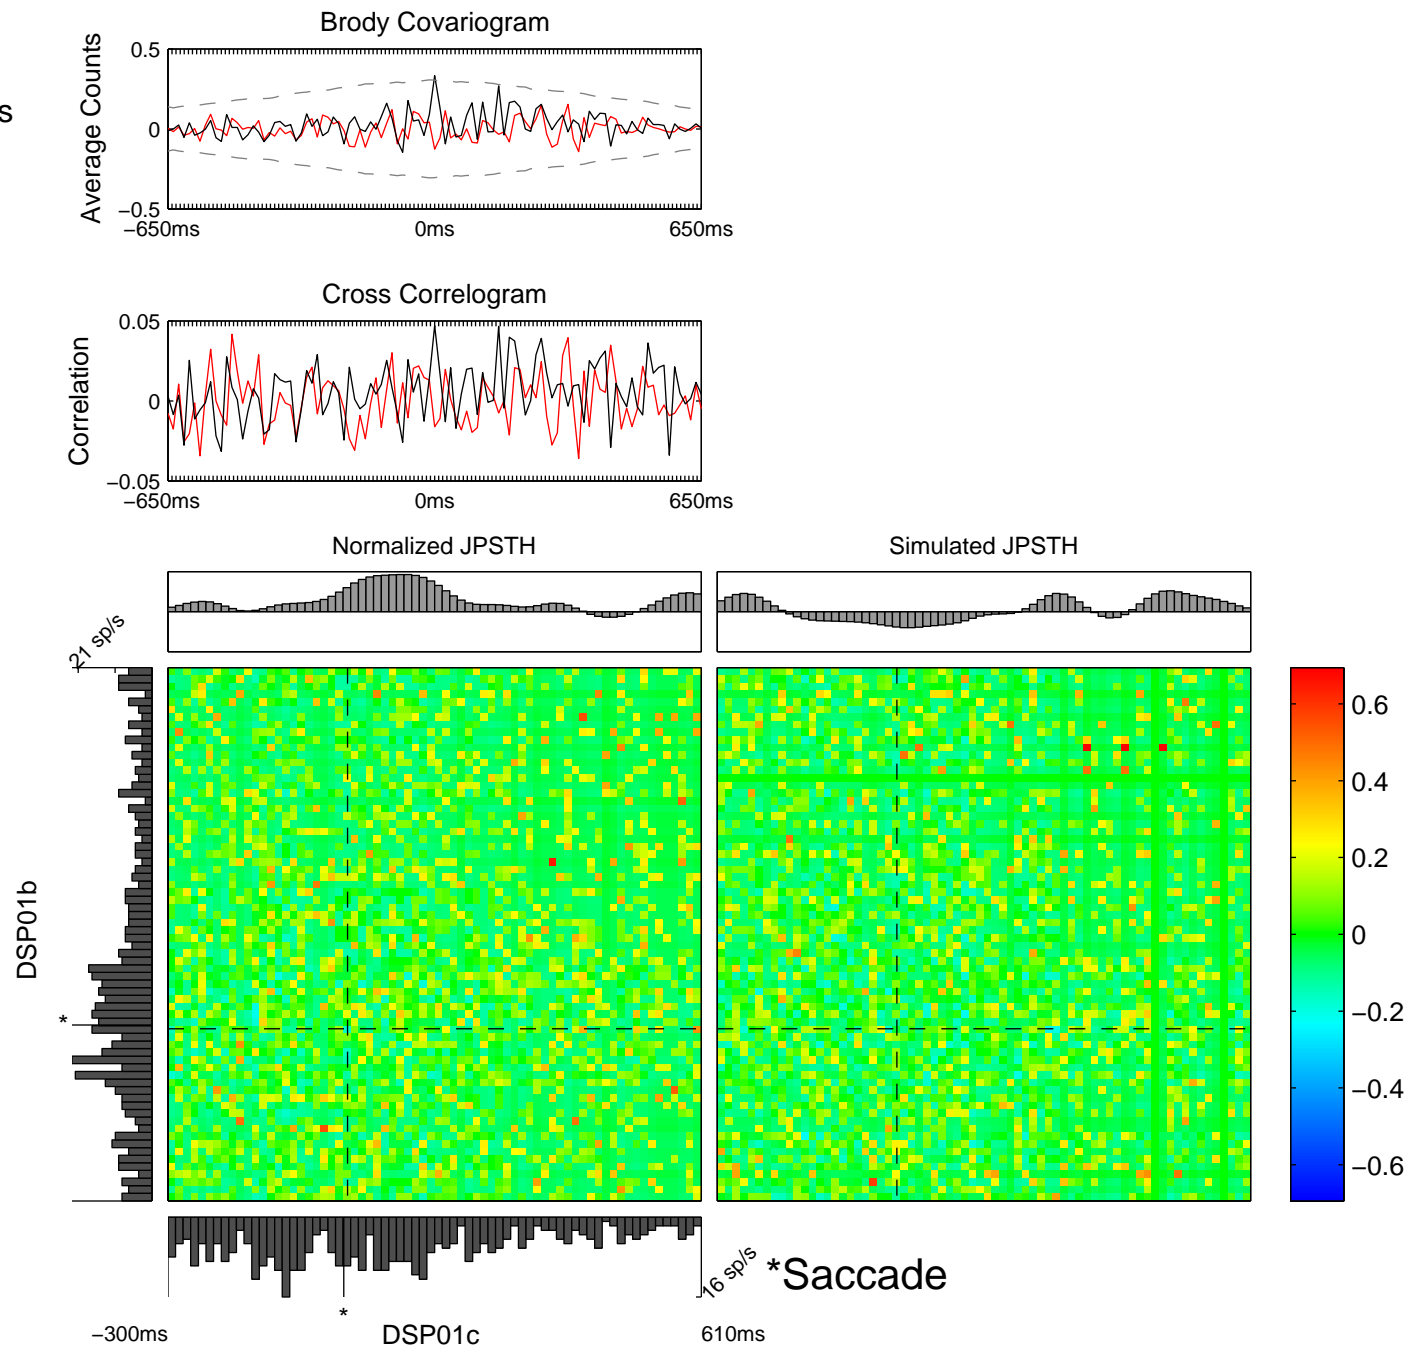 Brody Covariogram
s
Average Counts
0.5
0
−0.5
−650ms
0ms
650ms
Cross Correlogram
Correlation
0.05
0
−0.05
−650ms
0ms
650ms
Normalized JPSTH
Simulated JPSTH
21 sp/s
DSP01b
*
0.6
0.4
0.2
0
−0.2
−0.4
−0.6
16 sp/s
*Saccade
*
−300ms
DSP01c
610ms